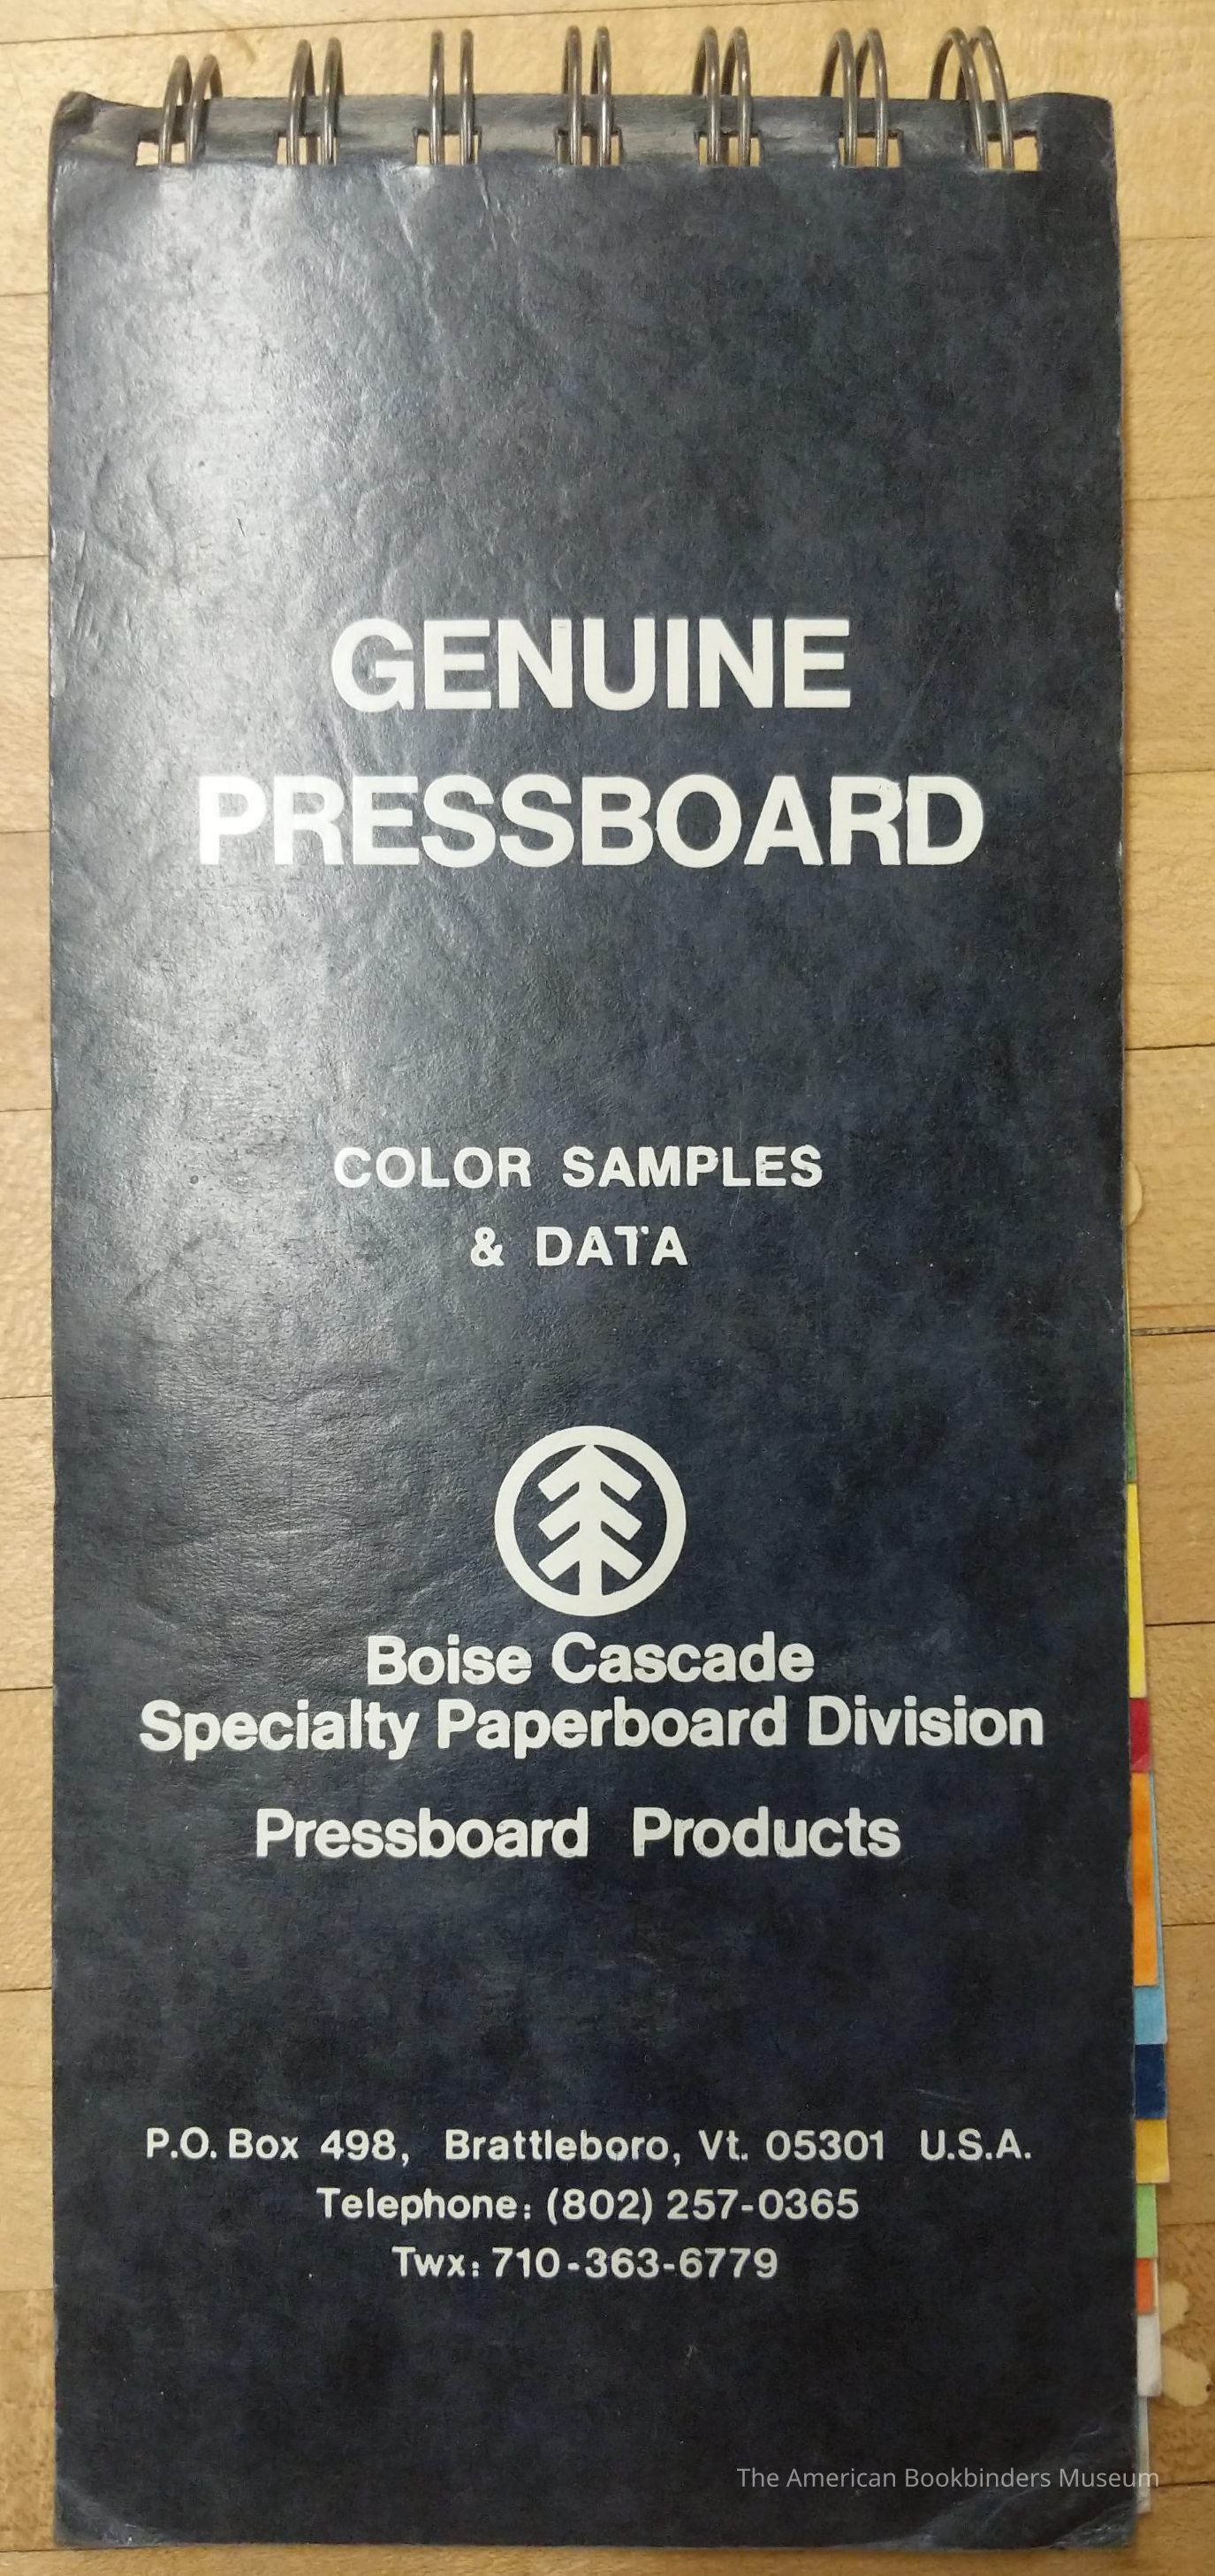 GENUINE
PRESSBOARD
COLOR SAMPLES
& DATA
Boise Cascade
Specialty Paperboard Division
Pressboard Products
P.O. Box 498, Brattleboro, Vt. 05301 U.S.A.
Telephone: (802) 257-0365
Twx: 710-363-6779
The American Bookbinders Museum